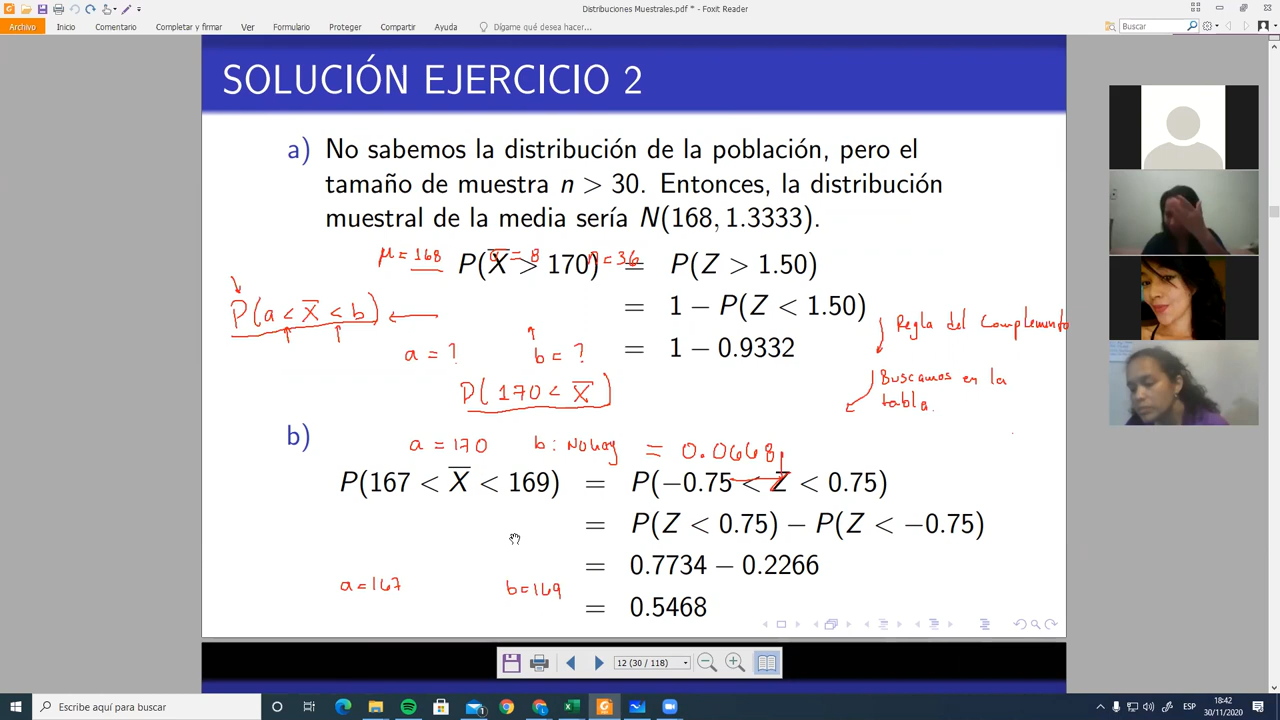 Distribuciones Muestrales.pdf * - Foxit Reader
Archivo Inicio Comentario Completar y firmar Ver Formulario Proteger Compartir Ayuda Dígame qué desea hacer... Buscar
SOLUCIÓN EJERCICIO 2
a) No sabemos la distribución de la población, pero el
tamaño de muestra n > 30. Entonces, la distribución
muestral de la media sería N(168, 1.3333).
μ = 168 σ = 8 n = 36
P(X̅ > 170) = P(Z > 1.50)
P(a < X̅ < b) ←
= 1 − P(Z < 1.50)
Regla del Complemento
a = ? b = ?
= 1 − 0.9332
Buscamos en la
tabla.
P(170 < X̅)
b)
a = 170 b: No hay = 0.0668
P(167 < X̅ < 169) = P(−0.75 < Z < 0.75)
= P(Z < 0.75) − P(Z < −0.75)
= 0.7734 − 0.2266
a = 167 b = 169
= 0.5468
12 (30 / 118)
Escribe aquí para buscar
ESP
18:42
30/11/2020